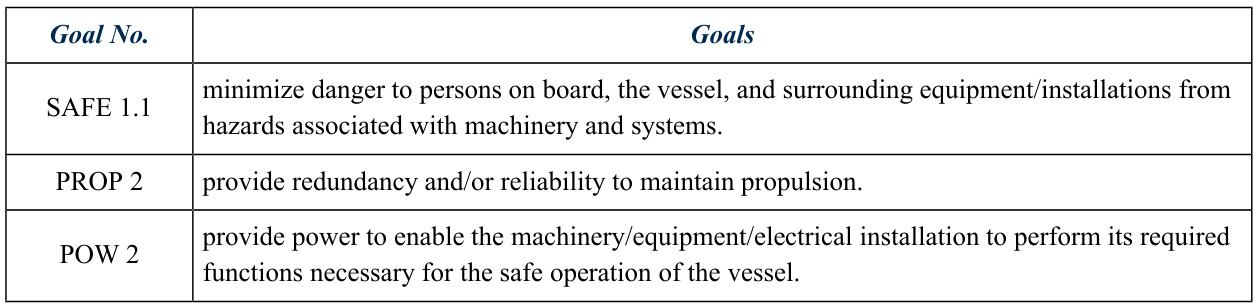 Goal No. Goals
SAFE 1.1
minimize danger to persons on board, the vessel, and surrounding equipment/installations from
hazards associated with machinery and systems.
PROP 2 provide redundancy and/or reliability to maintain propulsion.
POW 2
provide power to enable the machinery/equipment/electrical installation to perform its required
functions necessary for the safe operation of the vessel.